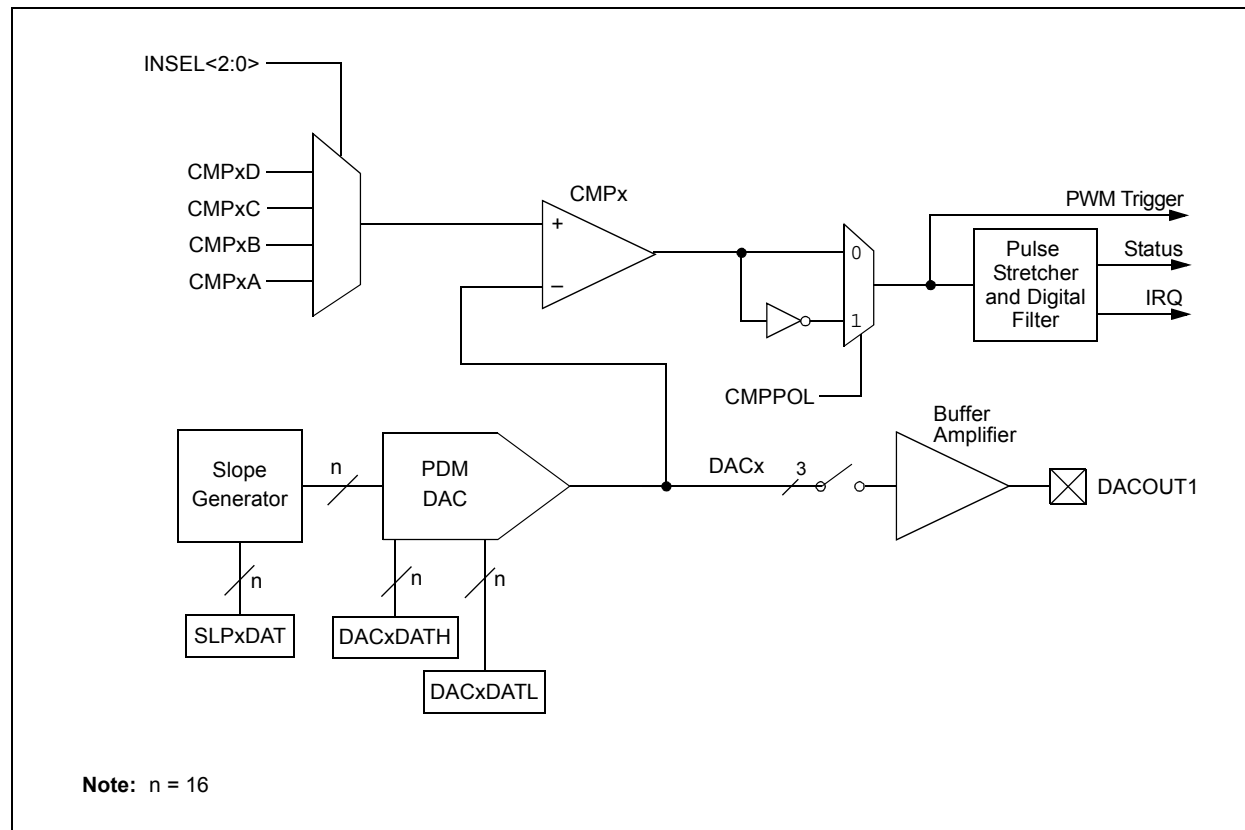 INSEL<2:0>
CMPxD
CMPxC
CMPxB
CMPxA
CMPx
+
–
0
1
CMPPOL
PWM Trigger
Pulse
Stretcher
and Digital
Filter
Status
IRQ
Slope
Generator
n
PDM
DAC
DACx
3
Buffer
Amplifier
DACOUT1
n
n
n
SLPxDAT
DACxDATH
DACxDATL
Note: n = 16